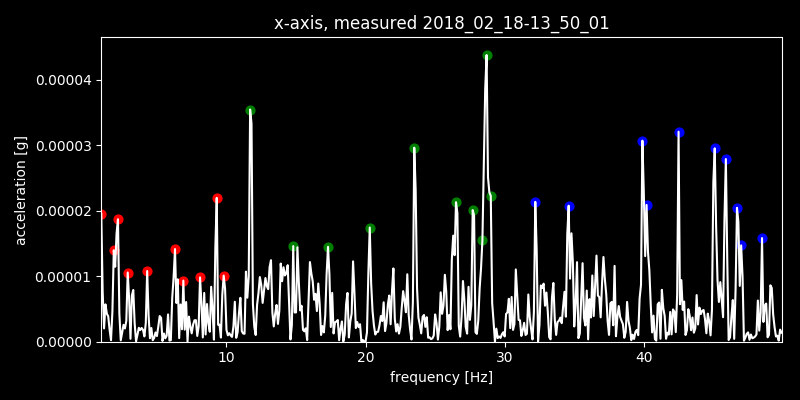 x-axis, measured 2018_02_18-13_50_01
0.00004
0.00003
0.00002
0.00001
0.00000
acceleration [g]
10 20 30 40
frequency [Hz]